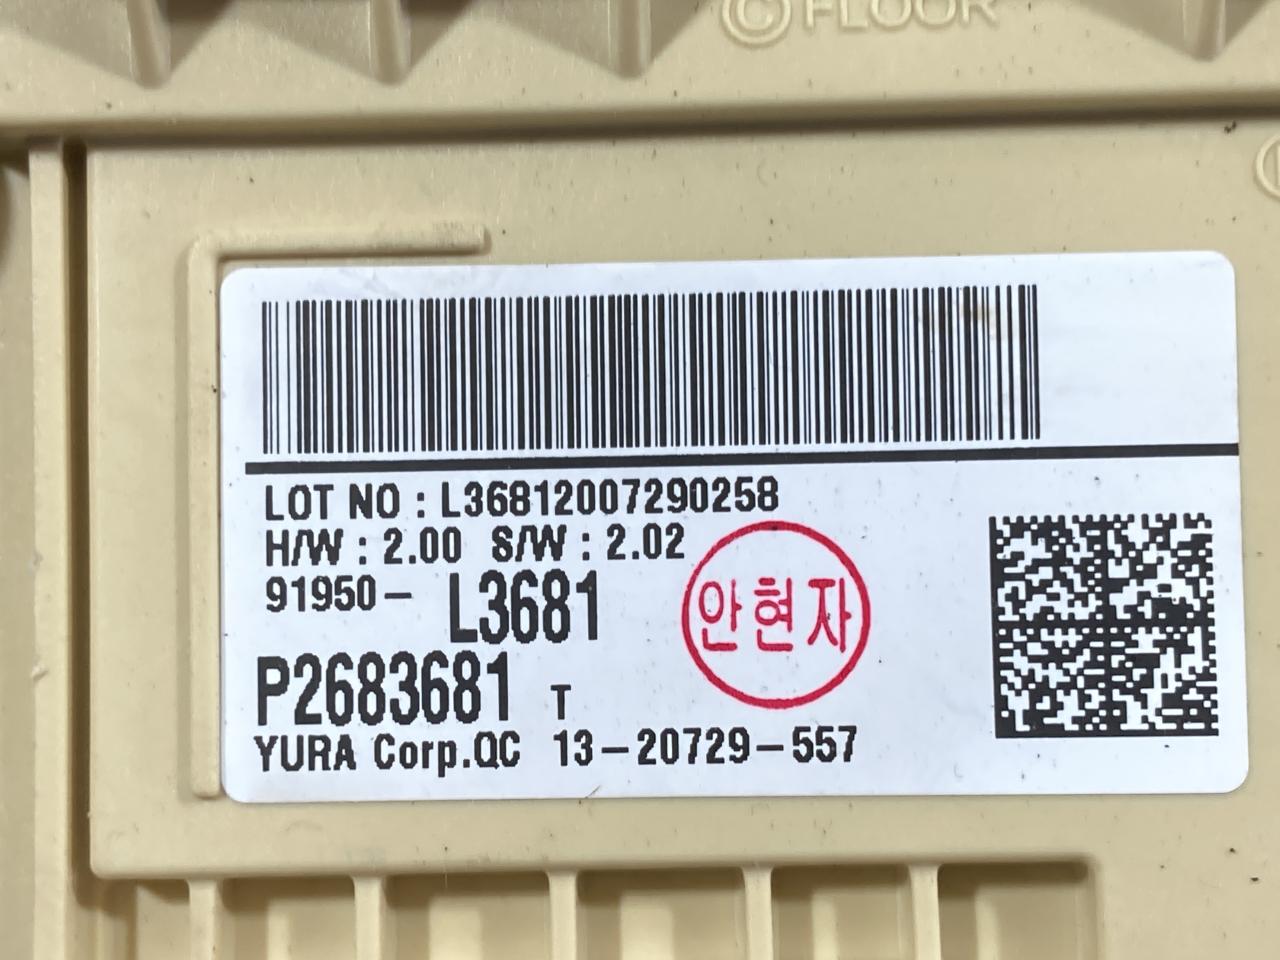 © FLOOR
LOT NO : L36812007290258
H/W : 2.00 S/W : 2.02
91950- L3681
안현자
P2683681 T
YURA Corp.QC 13-20729-557